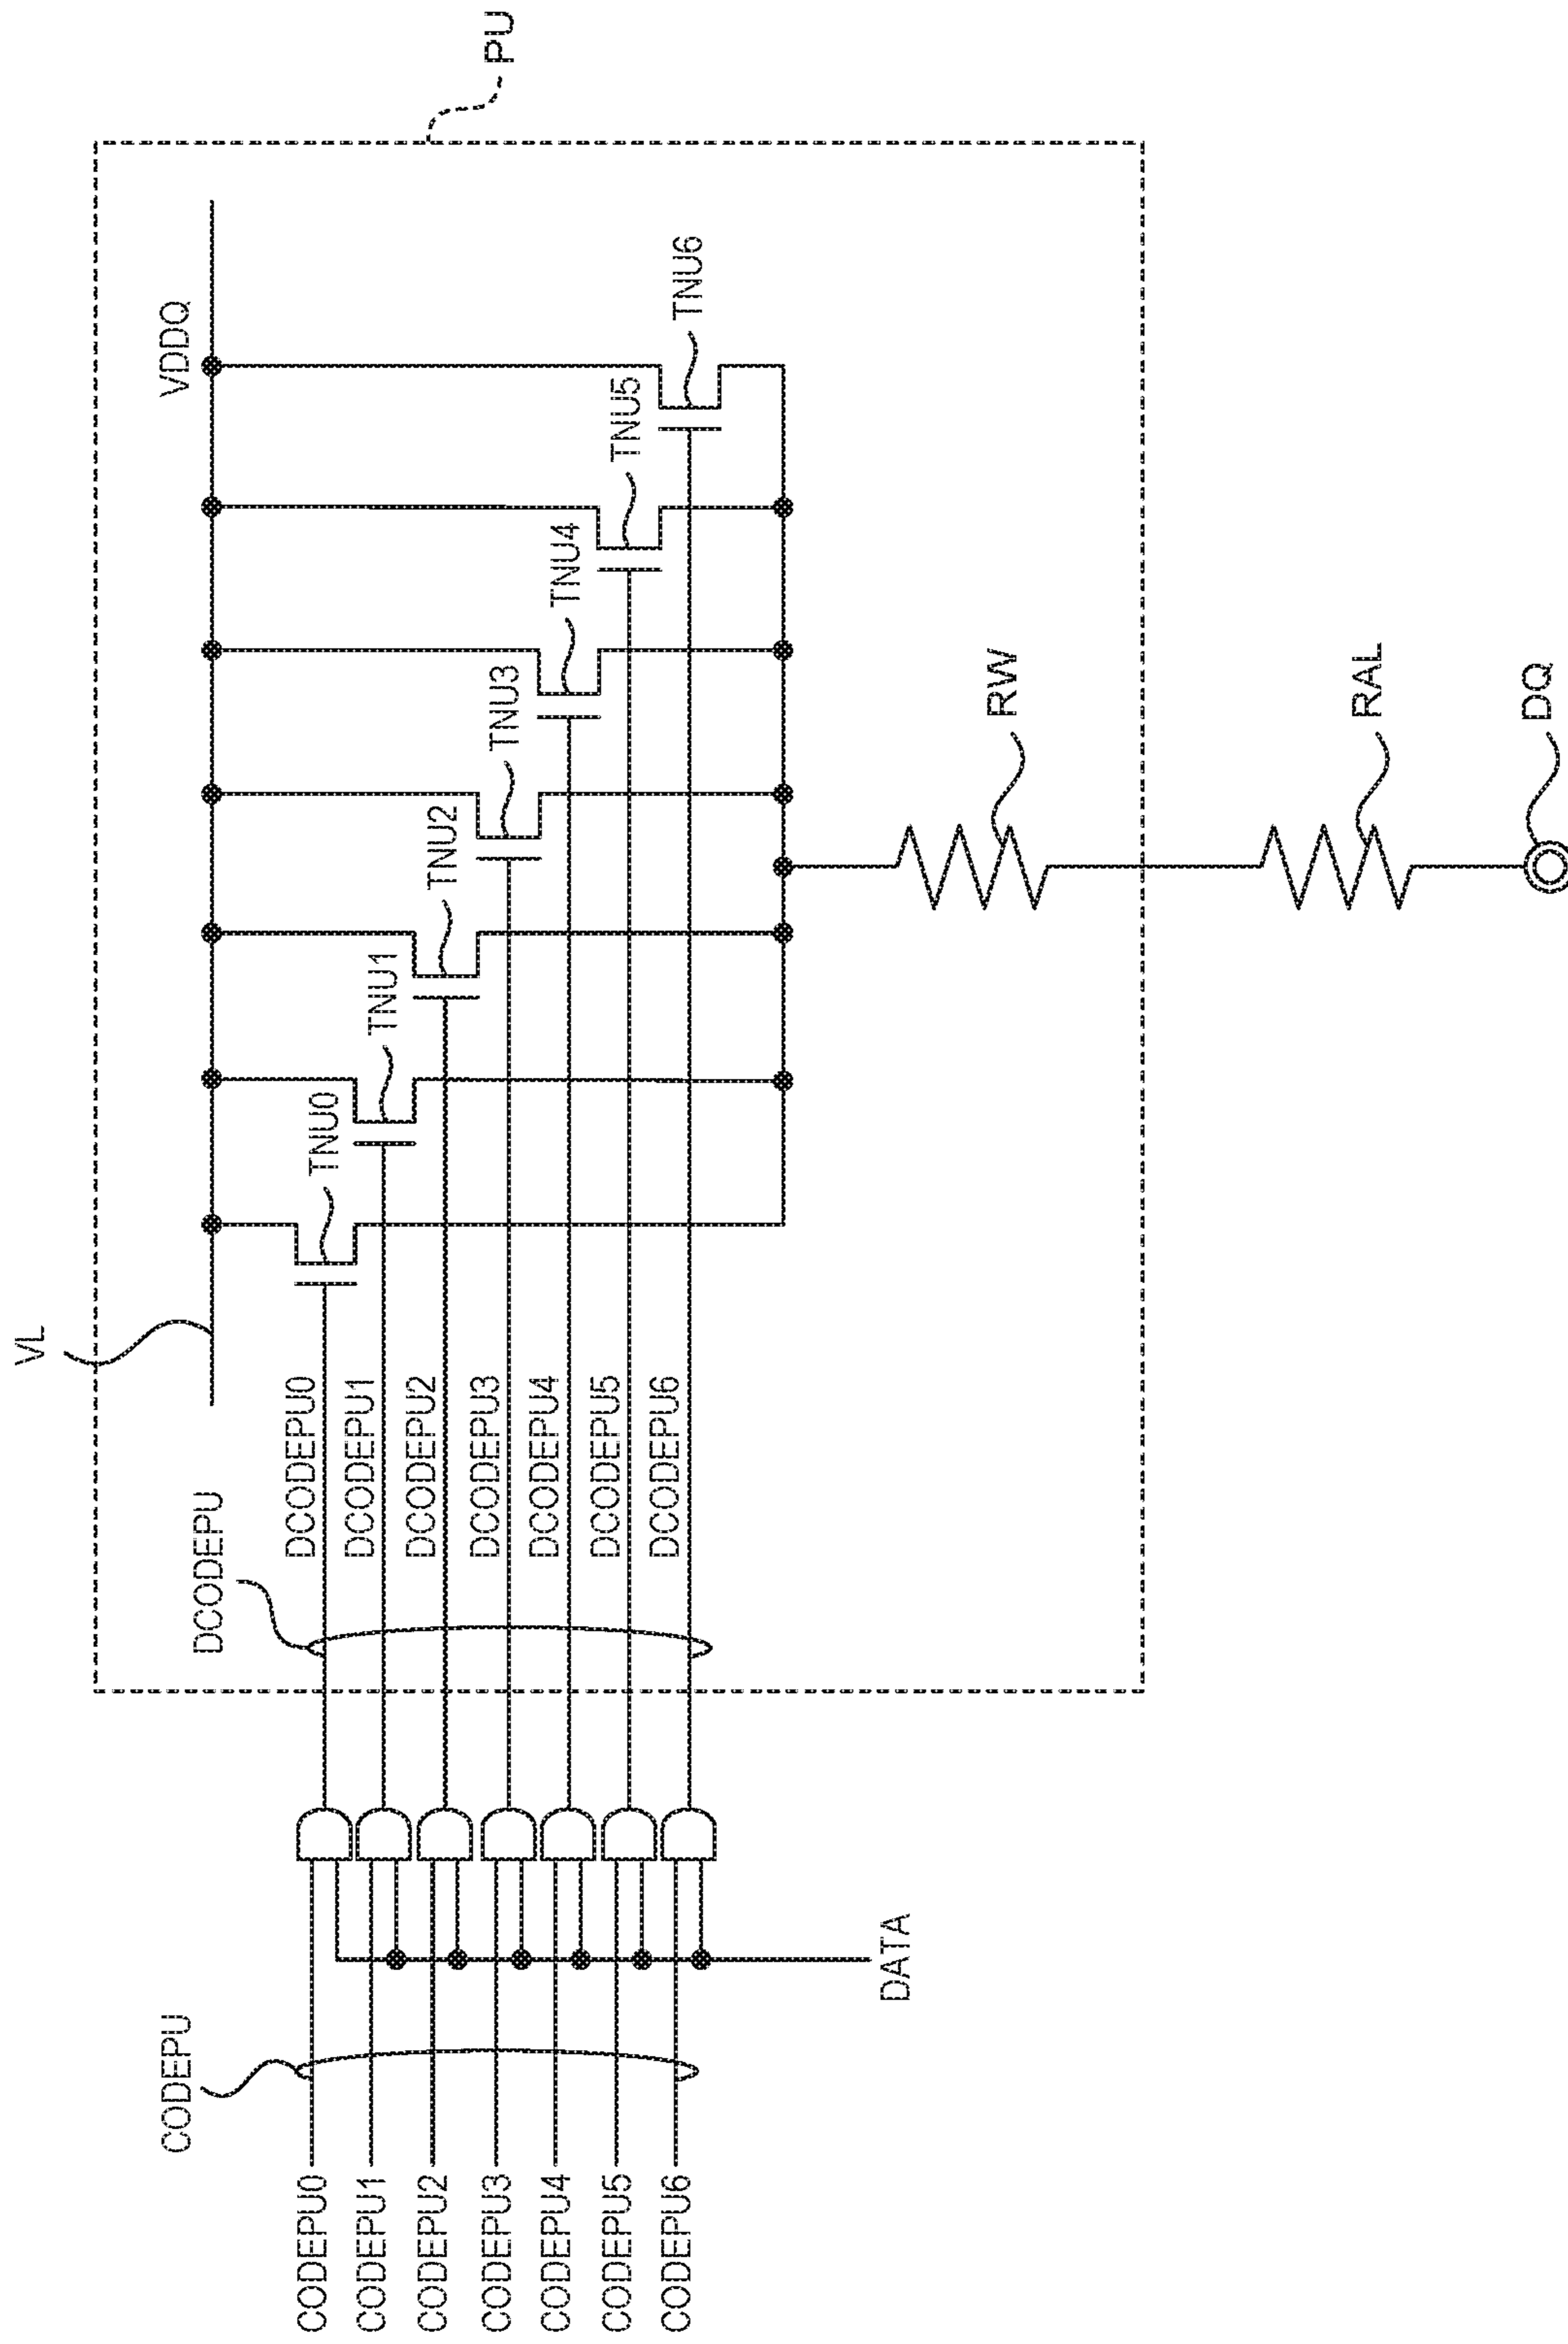 PU
VL
VDDQ
TNU0
TNU1
TNU2
TNU3
TNU4
TNU5
TNU6
DCODEPU
DCODEPU0
DCODEPU1
DCODEPU2
DCODEPU3
DCODEPU4
DCODEPU5
DCODEPU6
CODEPU
CODEPU0
CODEPU1
CODEPU2
CODEPU3
CODEPU4
CODEPU5
CODEPU6
DATA
RW
RAL
DQ